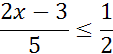 (2x − 3)/5 ≤ 1/2